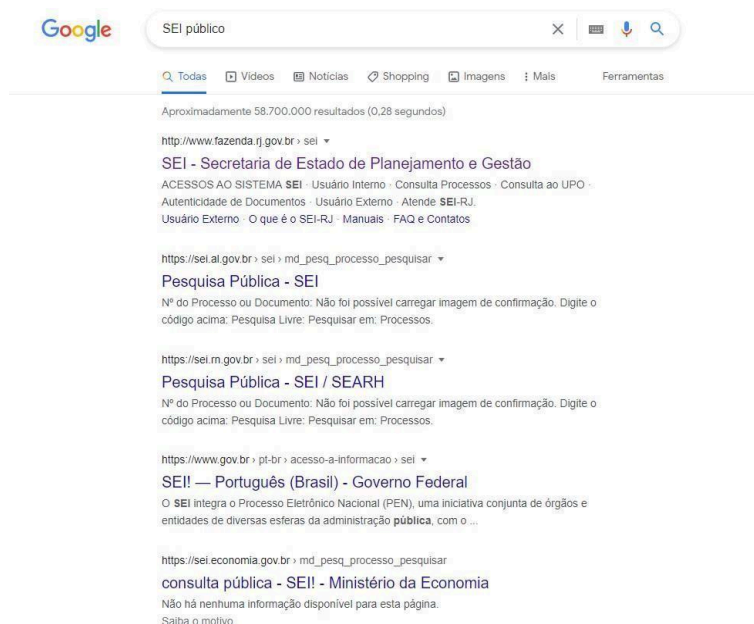 Google
SEI público
Todas Vídeos Notícias Shopping Imagens Mais Ferramentas
Aproximadamente 58.700.000 resultados (0,28 segundos)
http://www.fazenda.rj.gov.br › sei
SEI - Secretaria de Estado de Planejamento e Gestão
ACESSOS AO SISTEMA SEI · Usuário Interno · Consulta Processos · Consulta ao UPO ·
Autenticidade de Documentos · Usuário Externo · Atende SEI-RJ.
Usuário Externo · O que é o SEI-RJ · Manuais · FAQ e Contatos
https://sei.al.gov.br › sei › md_pesq_processo_pesquisar
Pesquisa Pública - SEI
Nº do Processo ou Documento: Não foi possível carregar imagem de confirmação. Digite o
código acima: Pesquisa Livre: Pesquisar em: Processos.
https://sei.rn.gov.br › sei › md_pesq_processo_pesquisar
Pesquisa Pública - SEI / SEARH
Nº do Processo ou Documento: Não foi possível carregar imagem de confirmação. Digite o
código acima: Pesquisa Livre: Pesquisar em: Processos.
https://www.gov.br › pt-br › acesso-a-informacao › sei
SEI! — Português (Brasil) - Governo Federal
O SEI integra o Processo Eletrônico Nacional (PEN), uma iniciativa conjunta de órgãos e
entidades de diversas esferas da administração pública, com o ...
https://sei.economia.gov.br › md_pesq_processo_pesquisar
consulta pública - SEI! - Ministério da Economia
Não há nenhuma informação disponível para esta página.
Saiba o motivo.